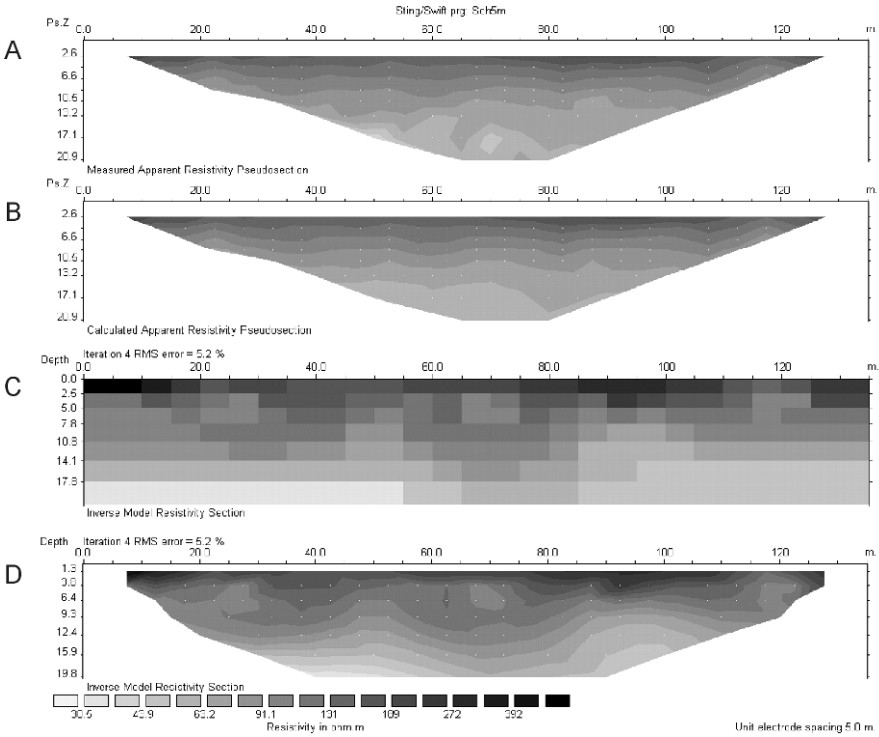 Sting/Swift prg: Sch5m
A
Ps.Z 0.0 20.0 40.0 60.0 80.0 100.0 120 m.
2.6
6.6
10.5
13.2
17.1
20.9
Measured Apparent Resistivity Pseudosection
B
Ps.Z 0.0 20.0 40.0 60.0 80.0 100.0 120 m.
2.6
6.6
10.5
13.2
17.1
20.9
Calculated Apparent Resistivity Pseudosection
C
Depth Iteration 4 RMS error = 5.2 %
0.0 20.0 40.0 60.0 80.0 100.0 120 m.
0.0
2.5
5.0
7.8
10.8
14.1
17.8
Inverse Model Resistivity Section
D
Depth Iteration 4 RMS error = 5.2 %
0.0 20.0 40.0 60.0 80.0 100.0 120 m.
1.3
3.0
6.4
9.3
12.4
15.9
19.8
Inverse Model Resistivity Section
30.5 43.9 63.2 91.1 131 189 272 392
Resistivity in ohm.m
Unit electrode spacing 5.0 m.